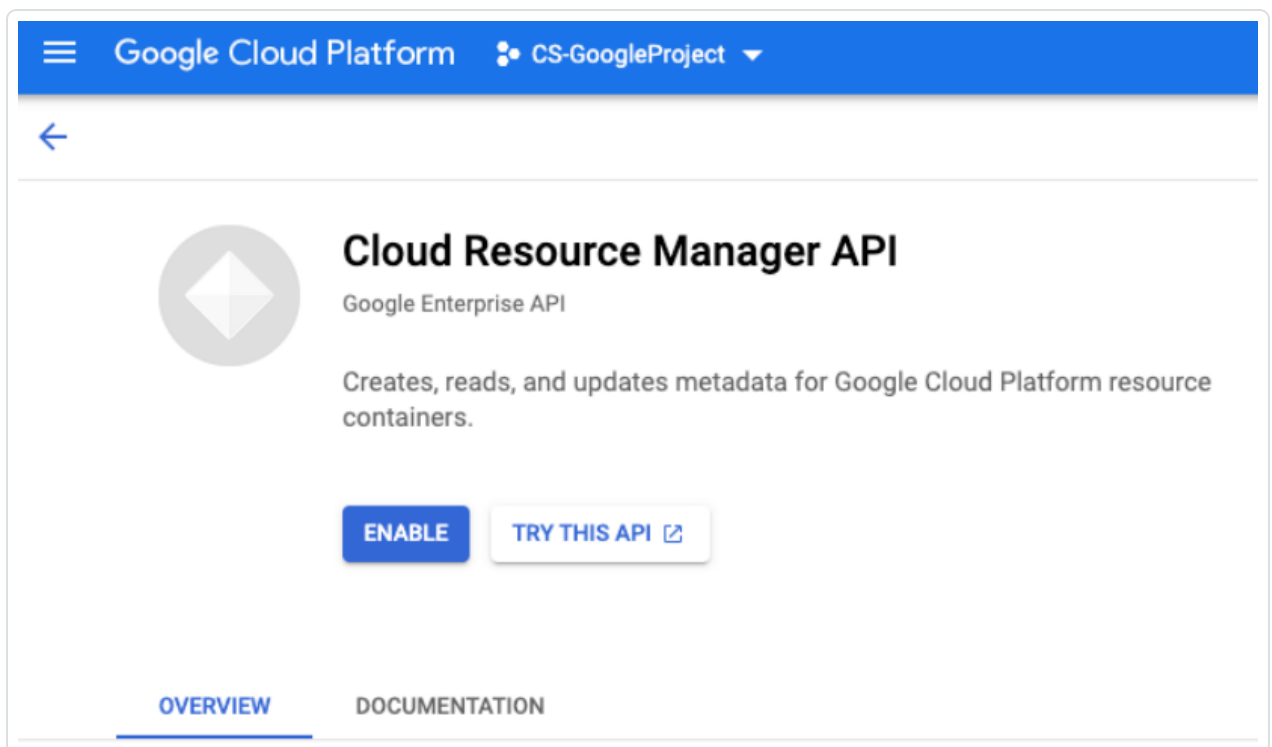 Google Cloud Platform CS-GoogleProject
Cloud Resource Manager API
Google Enterprise API
Creates, reads, and updates metadata for Google Cloud Platform resource
containers.
ENABLE TRY THIS API
OVERVIEW DOCUMENTATION